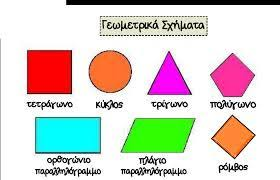 Γεωμετρικά Σχήματα
τετράγωνο κύκλος τρίγωνο πολύγωνο
ορθογώνιο πλάγιο ρόμβος
παραλληλόγραμμο παραλληλόγραμμο